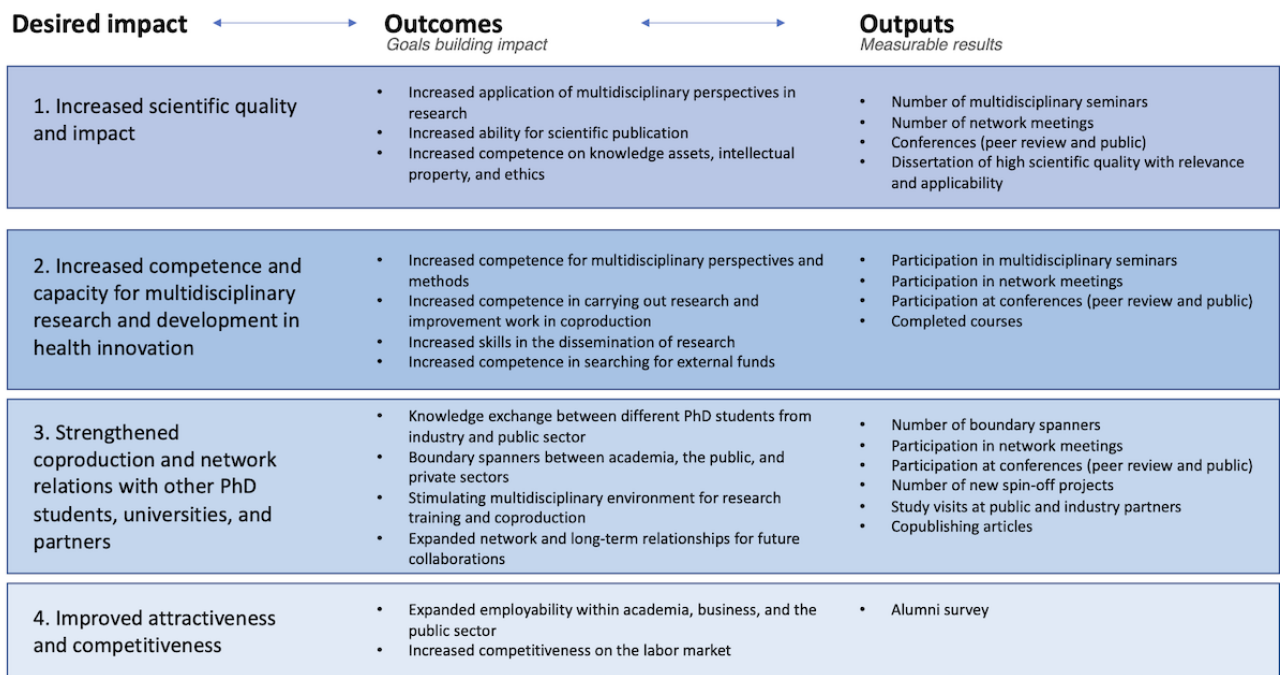 Desired impact
Outcomes
Goals building impact
Outputs
Measurable results
1. Increased scientific quality
and impact
• Increased application of multidisciplinary perspectives in
research
• Increased ability for scientific publication
• Increased competence on knowledge assets, intellectual
property, and ethics
• Number of multidisciplinary seminars
• Number of network meetings
• Conferences (peer review and public)
• Dissertation of high scientific quality with relevance
and applicability
2. Increased competence and
capacity for multidisciplinary
research and development in
health innovation
• Increased competence for multidisciplinary perspectives and
methods
• Increased competence in carrying out research and
improvement work in coproduction
• Increased skills in the dissemination of research
• Increased competence in searching for external funds
• Participation in multidisciplinary seminars
• Participation in network meetings
• Participation at conferences (peer review and public)
• Completed courses
3. Strengthened
coproduction and network
relations with other PhD
students, universities, and
partners
• Knowledge exchange between different PhD students from
industry and public sector
• Boundary spanners between academia, the public, and
private sectors
• Stimulating multidisciplinary environment for research
training and coproduction
• Expanded network and long-term relationships for future
collaborations
• Number of boundary spanners
• Participation in network meetings
• Participation at conferences (peer review and public)
• Number of new spin-off projects
• Study visits at public and industry partners
• Copublishing articles
4. Improved attractiveness
and competitiveness
• Expanded employability within academia, business, and the
public sector
• Increased competitiveness on the labor market
• Alumni survey